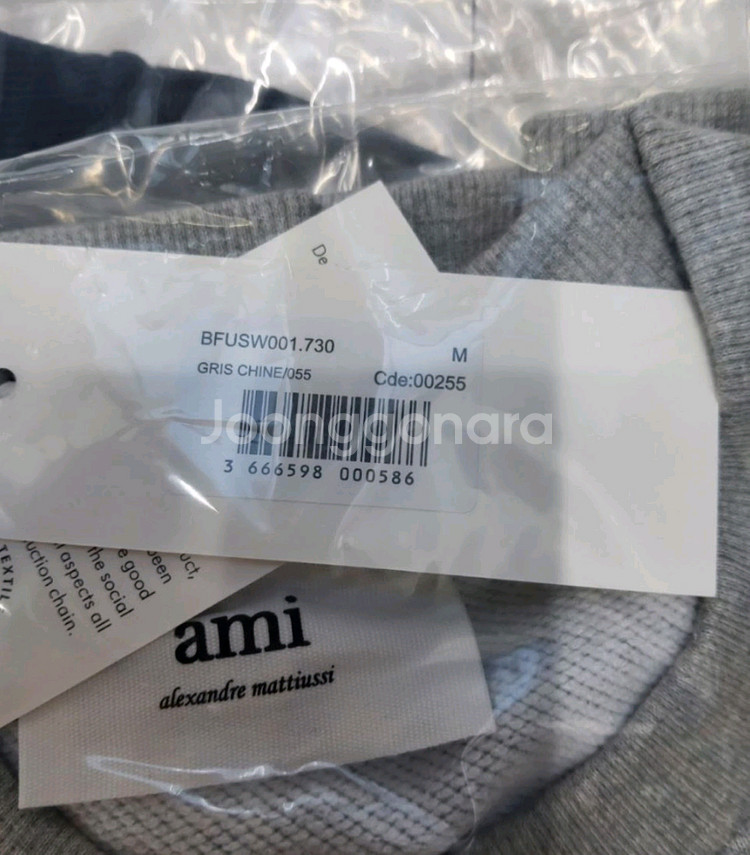 De
BFUSW001.730
M
GRIS CHINE/055
Cde:00255
Joonggonara
3 666598 000586
TEXTIL
uct,
een
e good
the social
aspects all
uction chain.
ami
alexandre mattiussi